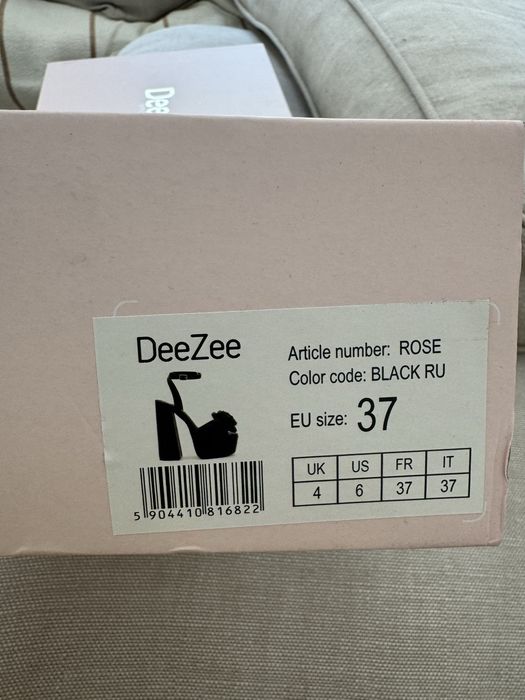 Dee
DeeZee
Article number: ROSE
Color code: BLACK RU
EU size: 37
UK US FR IT
4 6 37 37
5 904410 816822